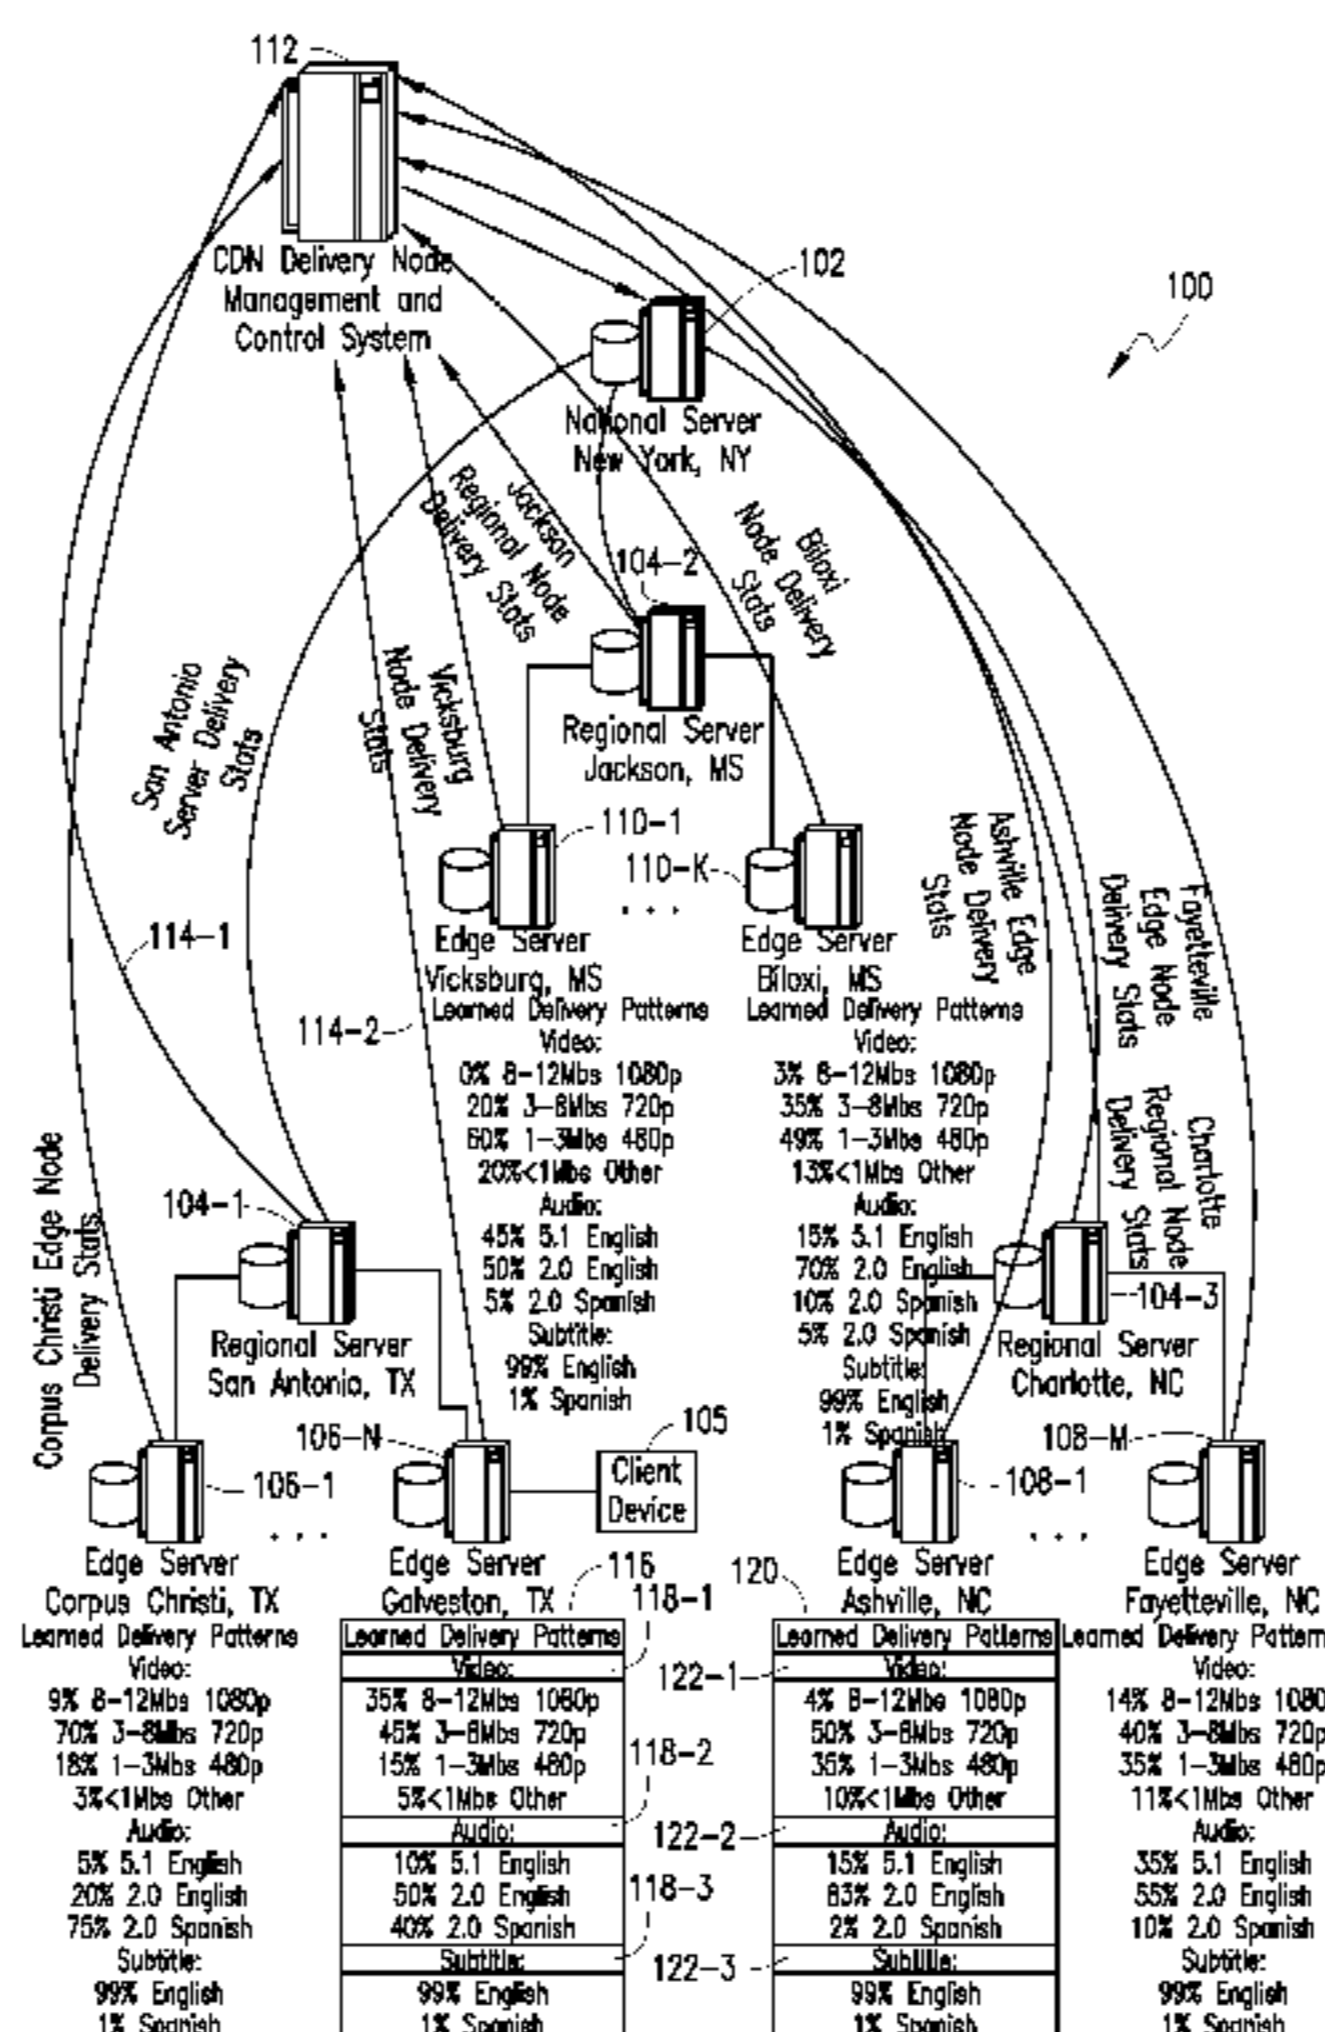 112
CDN Delivery Node
Management and
Control System
102
100
National Server
New York, NY
Jackson
Regional Node
Delivery Stats
Biloxi
Node Delivery
Stats
104-2
Regional Server
Jackson, MS
San Antonio
Server Delivery
Stats
Vicksburg
Node Delivery
Stats
110-1
110-K
. . .
Edge Server
Vicksburg, MS
Learned Delivery Patterns
Video:
0% 8-12Mbs 1080p
20% 3-8Mbs 720p
60% 1-3Mbs 480p
20%<1Mbs Other
Audio:
45% 5.1 English
50% 2.0 English
5% 2.0 Spanish
Subtitle:
99% English
1% Spanish
Edge Server
Biloxi, MS
Learned Delivery Patterns
Video:
3% 8-12Mbs 1080p
35% 3-8Mbs 720p
49% 1-3Mbs 480p
13%<1Mbs Other
Audio:
15% 5.1 English
70% 2.0 English
10% 2.0 Spanish
5% 2.0 Spanish
Subtitle:
99% English
1% Spanish
Ashville Edge
Node Delivery
Stats
Fayetteville
Edge Node
Delivery Stats
Charlotte
Regional Node
Delivery Stats
114-1
114-2
Corpus Christi Edge Node
Delivery Stats
104-1
Regional Server
San Antonio, TX
104-3
Regional Server
Charlotte, NC
106-N
105
Client
Device
108-M
106-1
108-1
. . .
. . .
Edge Server
Corpus Christi, TX
Learned Delivery Patterns
Video:
9% 8-12Mbs 1080p
70% 3-8Mbs 720p
18% 1-3Mbs 480p
3%<1Mbs Other
Audio:
5% 5.1 English
20% 2.0 English
75% 2.0 Spanish
Subtitle:
99% English
1% Spanish
Edge Server
Galveston, TX
116
118-1
Learned Delivery Patterns
Video:
35% 8-12Mbs 1080p
45% 3-8Mbs 720p
15% 1-3Mbs 480p
5%<1Mbs Other
118-2
Audio:
10% 5.1 English
50% 2.0 English
40% 2.0 Spanish
118-3
Subtitle:
99% English
1% Spanish
120
Edge Server
Ashville, NC
Learned Delivery Patterns
122-1
Video:
4% 8-12Mbs 1080p
50% 3-8Mbs 720p
35% 1-3Mbs 480p
10%<1Mbs Other
122-2
Audio:
15% 5.1 English
83% 2.0 English
2% 2.0 Spanish
122-3
Subtitle:
99% English
1% Spanish
Edge Server
Fayetteville, NC
Learned Delivery Pattern
Video:
14% 8-12Mbs 1080
40% 3-8Mbs 720p
35% 1-3Mbs 480p
11%<1Mbs Other
Audio:
35% 5.1 English
55% 2.0 English
10% 2.0 Spanish
Subtitle:
99% English
1% Spanish